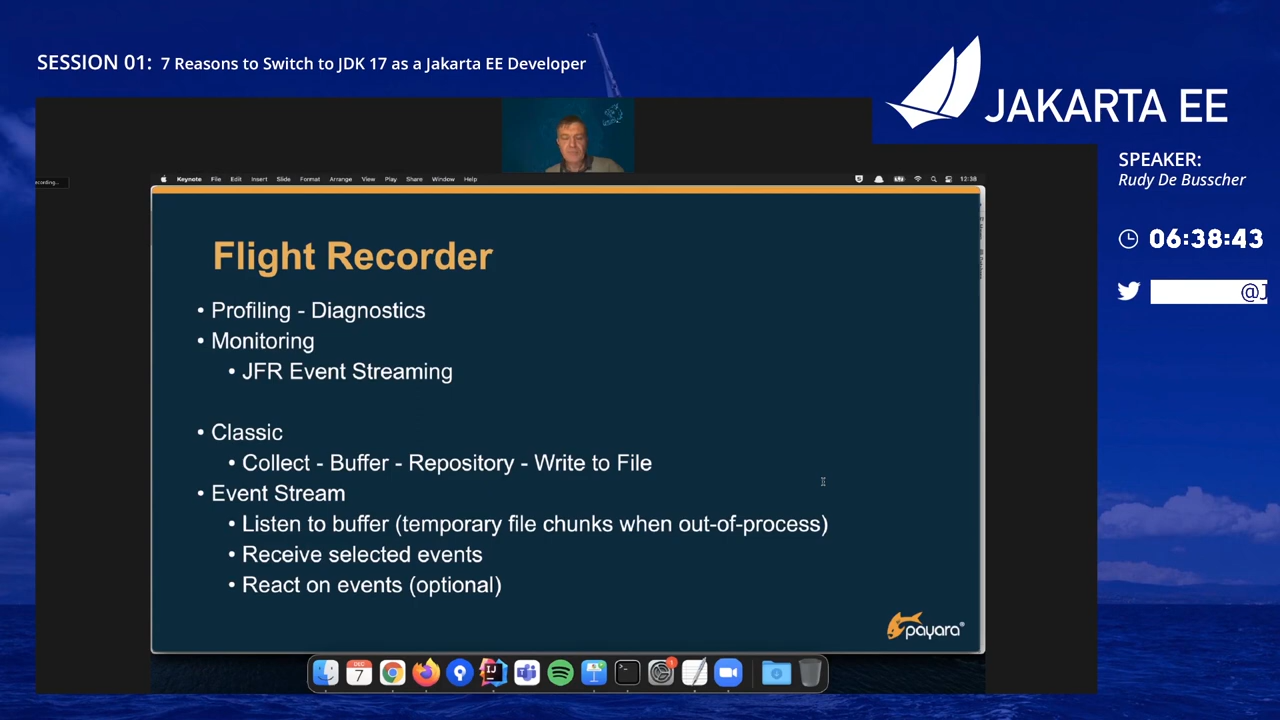 SESSION 01: 7 Reasons to Switch to JDK 17 as a Jakarta EE Developer
JAKARTA EE
SPEAKER:
Rudy De Busscher
06:38:43
@J
Keynote File Edit Insert Slide Format Arrange View Play Share Window Help 12:38
Flight Recorder
• Profiling - Diagnostics
• Monitoring
• JFR Event Streaming
• Classic
• Collect - Buffer - Repository - Write to File
• Event Stream
• Listen to buffer (temporary file chunks when out-of-process)
• Receive selected events
• React on events (optional)
payara®
DEC
7